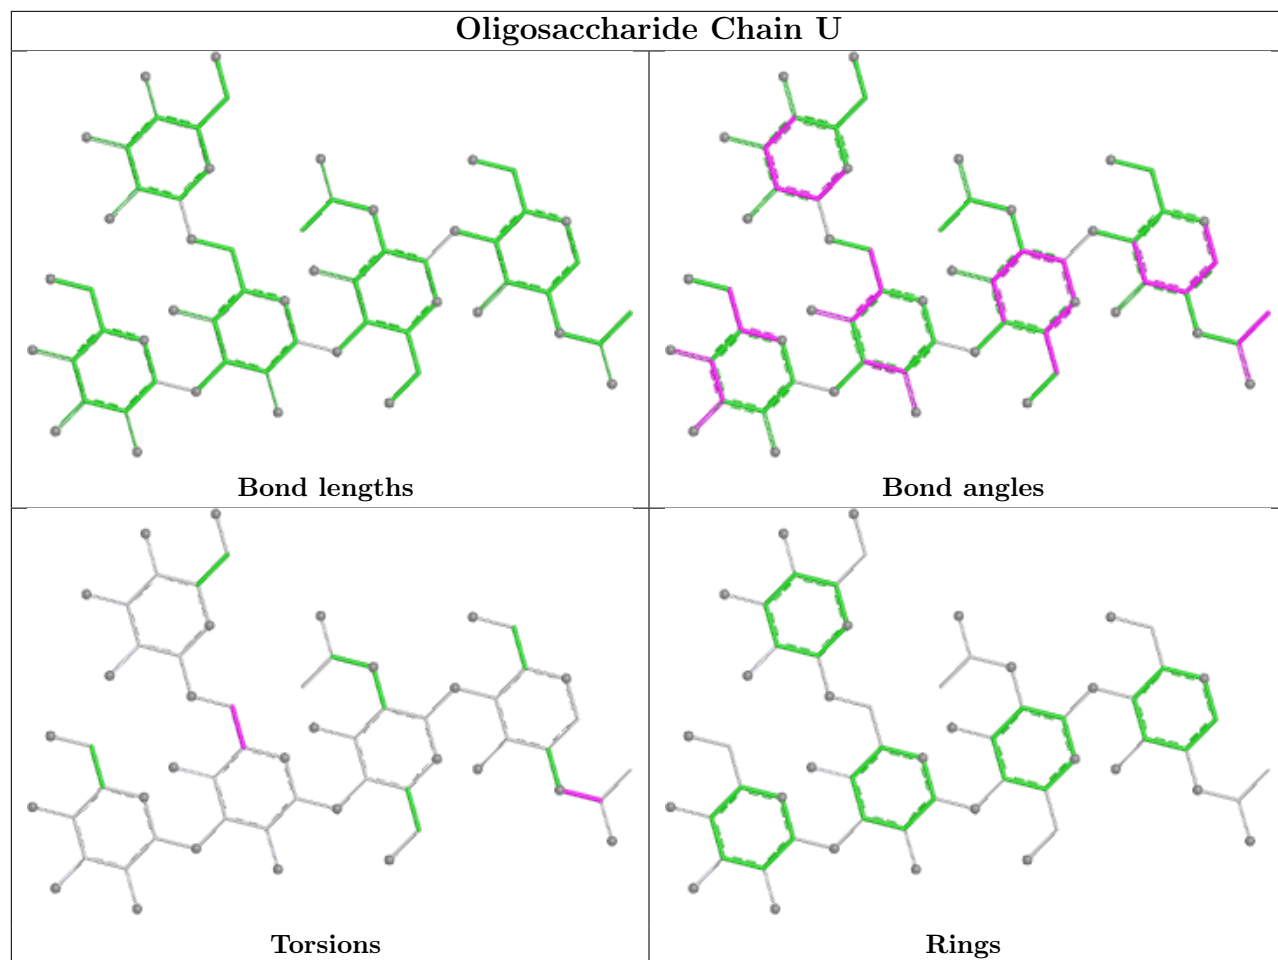 Oligosaccharide Chain U
Bond lengths
Bond angles
Torsions
Rings